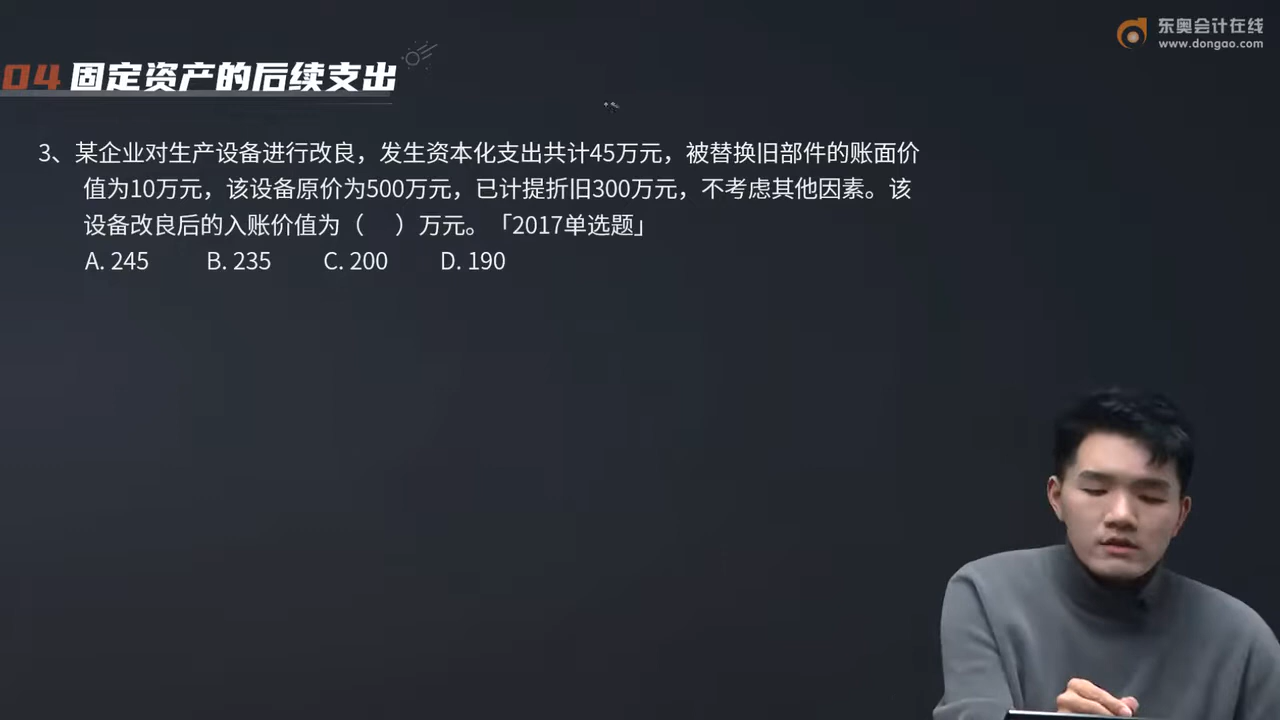 东奥会计在线
www.dongao.com
04 固定资产的后续支出
3、某企业对生产设备进行改良，发生资本化支出共计45万元，被替换旧部件的账面价
值为10万元，该设备原价为500万元，已计提折旧300万元，不考虑其他因素。该
设备改良后的入账价值为（ ）万元。「2017单选题」
A. 245 B. 235 C. 200 D. 190